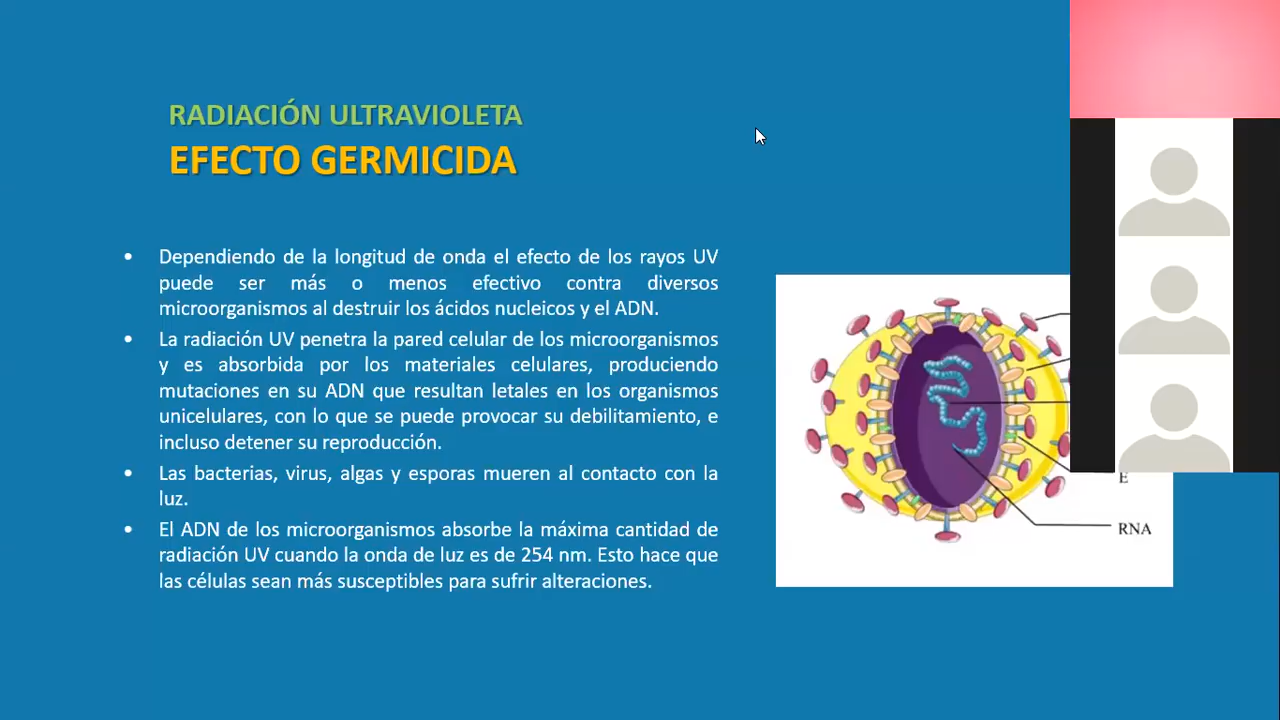 RADIACIÓN ULTRAVIOLETA
EFECTO GERMICIDA
• Dependiendo de la longitud de onda el efecto de los rayos UV
puede ser más o menos efectivo contra diversos
microorganismos al destruir los ácidos nucleicos y el ADN.
• La radiación UV penetra la pared celular de los microorganismos
y es absorbida por los materiales celulares, produciendo
mutaciones en su ADN que resultan letales en los organismos
unicelulares, con lo que se puede provocar su debilitamiento, e
incluso detener su reproducción.
• Las bacterias, virus, algas y esporas mueren al contacto con la
luz.
• El ADN de los microorganismos absorbe la máxima cantidad de
radiación UV cuando la onda de luz es de 254 nm. Esto hace que
las células sean más susceptibles para sufrir alteraciones.
E
RNA